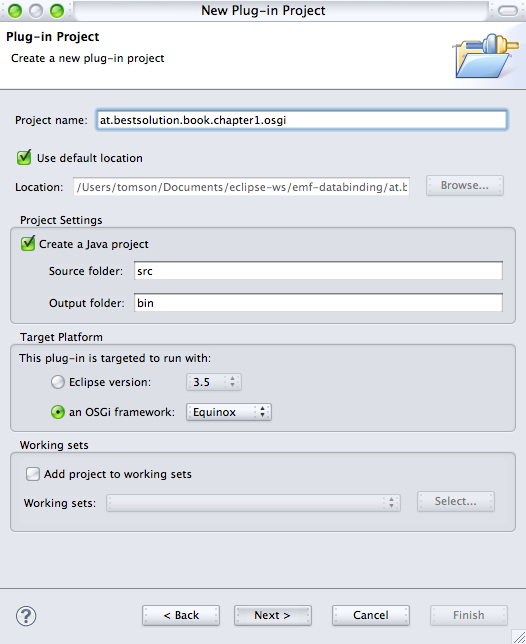 New Plug-in Project
Plug-in Project
Create a new plug-in project
Project name: at.bestsolution.book.chapter1.osgi
Use default location
Location: /Users/tomson/Documents/eclipse-ws/emf-databinding/at.b Browse...
Project Settings
Create a Java project
Source folder: src
Output folder: bin
Target Platform
This plug-in is targeted to run with:
Eclipse version: 3.5
an OSGi framework: Equinox
Working sets
Add project to working sets
Working sets: Select...
? < Back Next > Cancel Finish